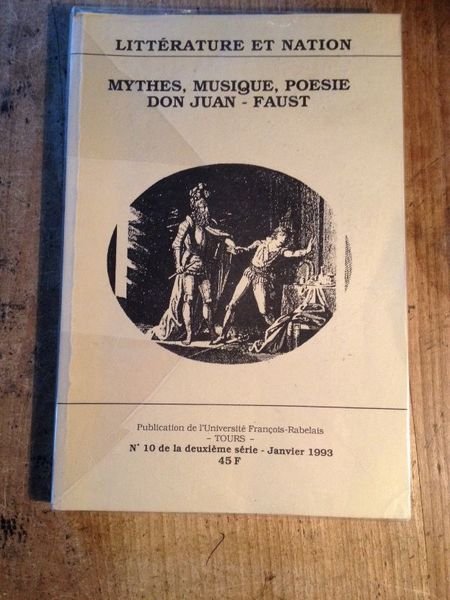 LITTÉRATURE ET NATION
MYTHES, MUSIQUE, POESIE
DON JUAN - FAUST
Publication de l'Université François-Rabelais
- TOURS -
N° 10 de la deuxième série - Janvier 1993
45 F